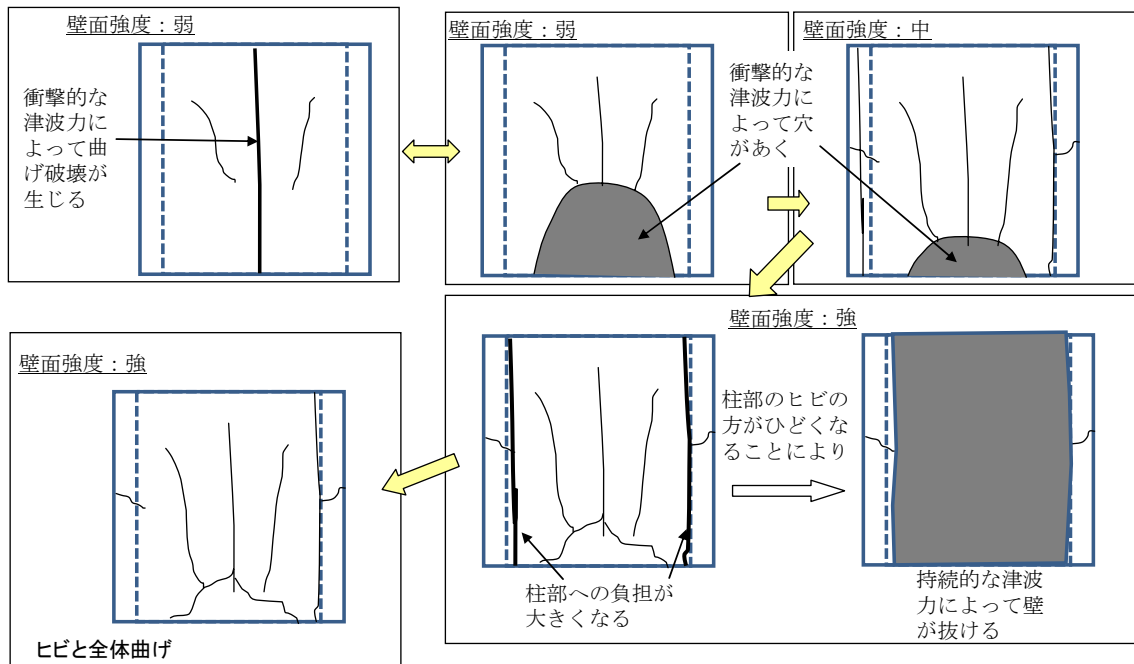 壁面強度：弱
衝撃的な
津波力に
よって曲
げ破壊が
生じる
壁面強度：弱
壁面強度：中
衝撃的な
津波力に
よって穴
があく
壁面強度：強
柱部のヒビの
方がひどくな
ることにより
柱部への負担が
大きくなる
持続的な津波
力によって壁
が抜ける
壁面強度：強
ヒビと全体曲げ